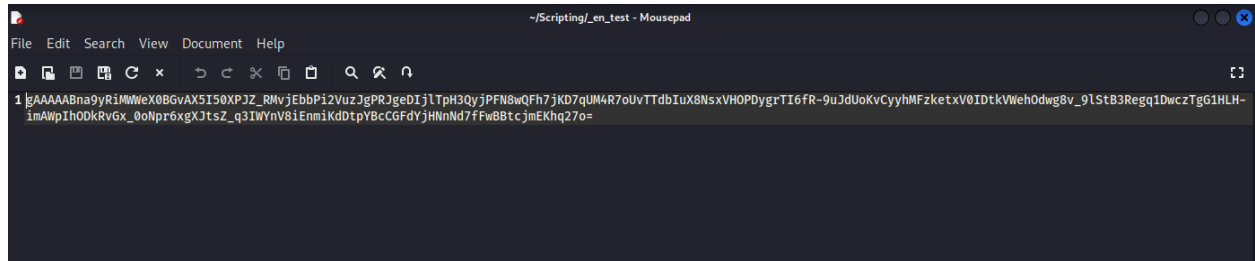 ~/Scripting/_en_test - Mousepad
File Edit Search View Document Help
1 gAAAAABna9yRiMWWeX0BGvAX5I50XPJZ_RMvjEbbPi2VuzJgPRJgeDIjlTpH3QyjPFN8wQFh7jKD7qUM4R7oUvTTdbIuX8NsxVHOPDygrTI6fR-9uJdUoKvCyyhMFzketxV0IDtkVWehOdwg8v_9lStB3Regq1DwczTgG1HLH-
imAWpIhODkRvGx_0oNpr6xgXJtsZ_q3IWYnV8iEnmiKdDtpYBcCGFdYjHNnNd7fFwBBtcjmEKhq27o=